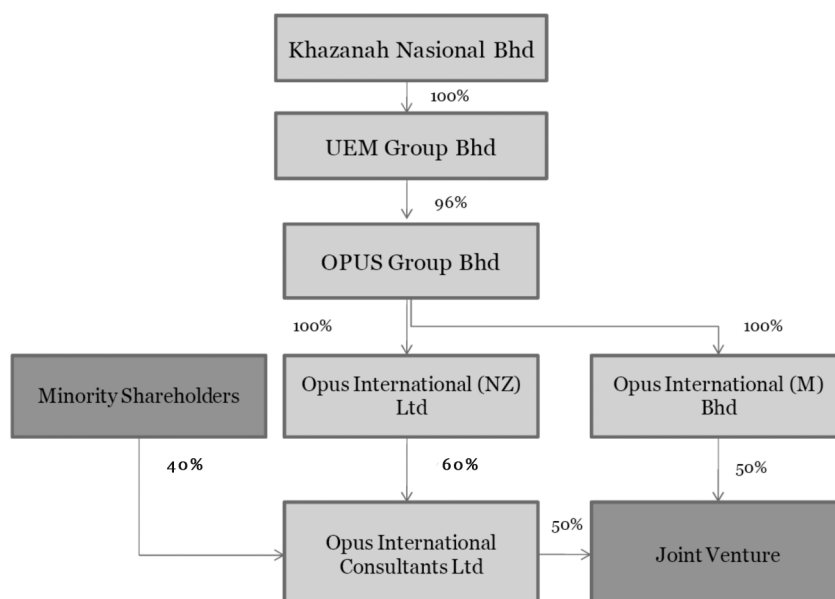 Khazanah Nasional Bhd
100%
UEM Group Bhd
96%
OPUS Group Bhd
100%
100%
Minority Shareholders
Opus International (NZ)
Ltd
Opus International (M)
Bhd
40%
60%
50%
Opus International
Consultants Ltd
50%
Joint Venture